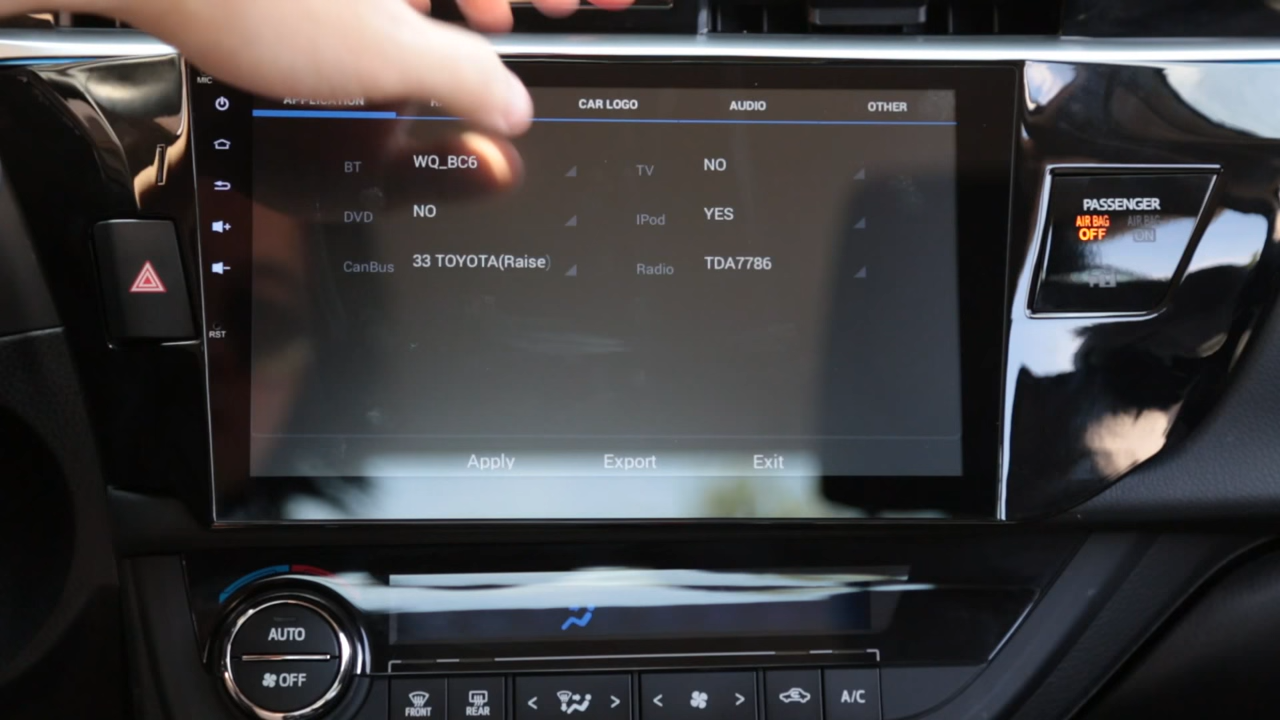 MIC
APPLICATION
CAR LOGO
AUDIO
OTHER
BT
WQ_BC6
TV
NO
DVD
NO
IPod
YES
CanBus
33 TOYOTA(Raise)
Radio
TDA7786
RST
Apply
Export
Exit
PASSENGER
AIR BAG
OFF
AIR BAG
ON
AUTO
OFF
FRONT
REAR
< >
< >
A/C